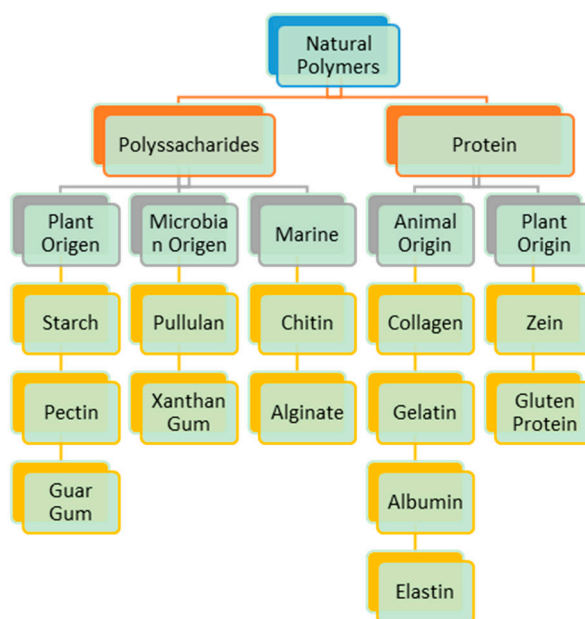 Natural
Polymers
Polyssacharides
Protein
Plant
Origen
Microbia
n Origen
Marine
Animal
Origin
Plant
Origin
Starch
Pullulan
Chitin
Collagen
Zein
Pectin
Xanthan
Gum
Alginate
Gelatin
Gluten
Protein
Guar
Gum
Albumin
Elastin